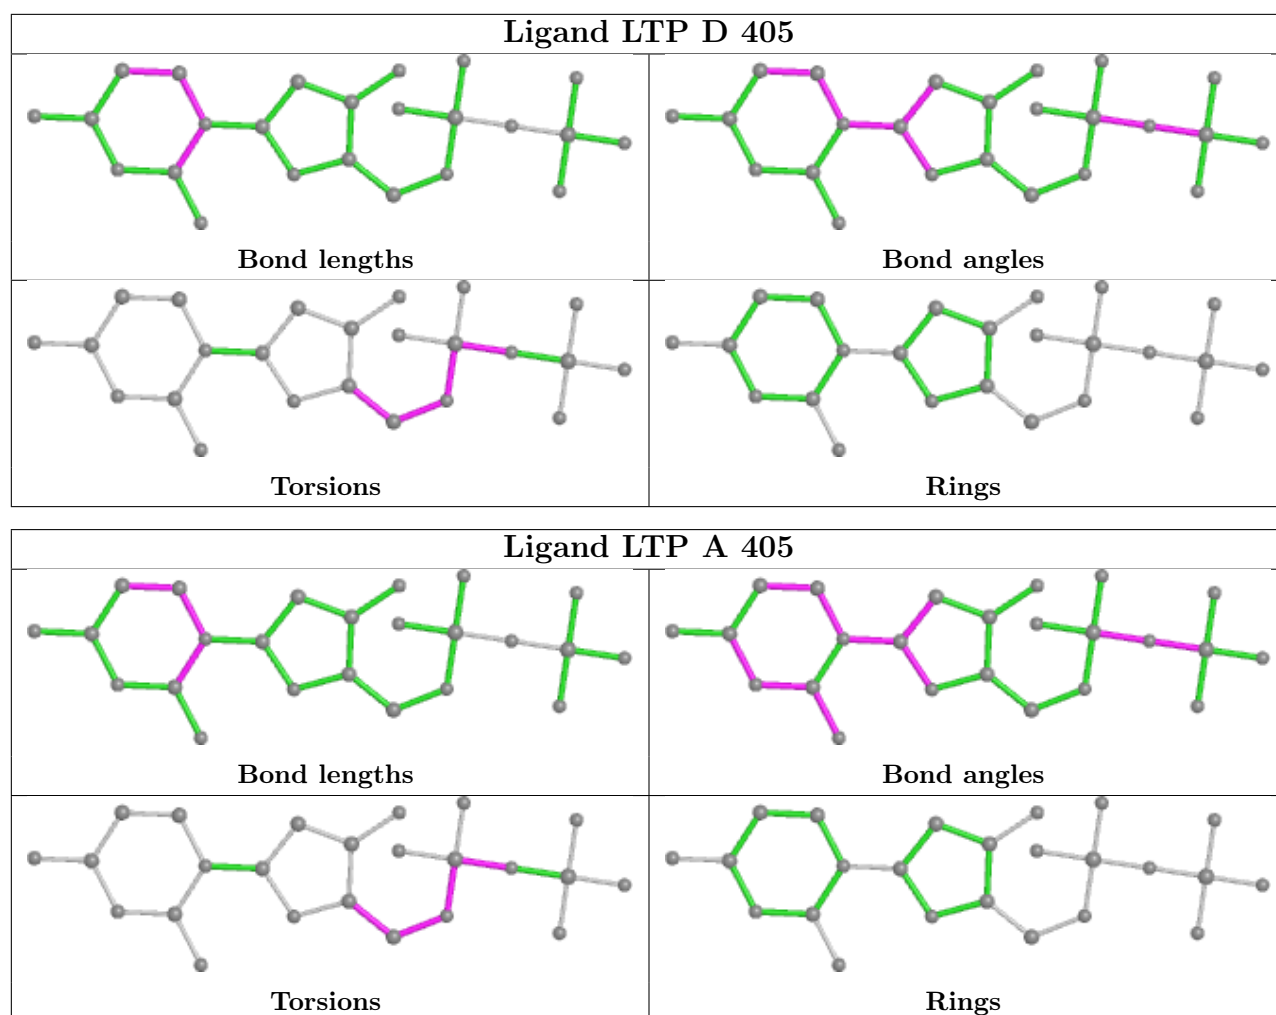 Ligand LTP D 405
Bond lengths
Bond angles
Torsions
Rings
Ligand LTP A 405
Bond lengths
Bond angles
Torsions
Rings